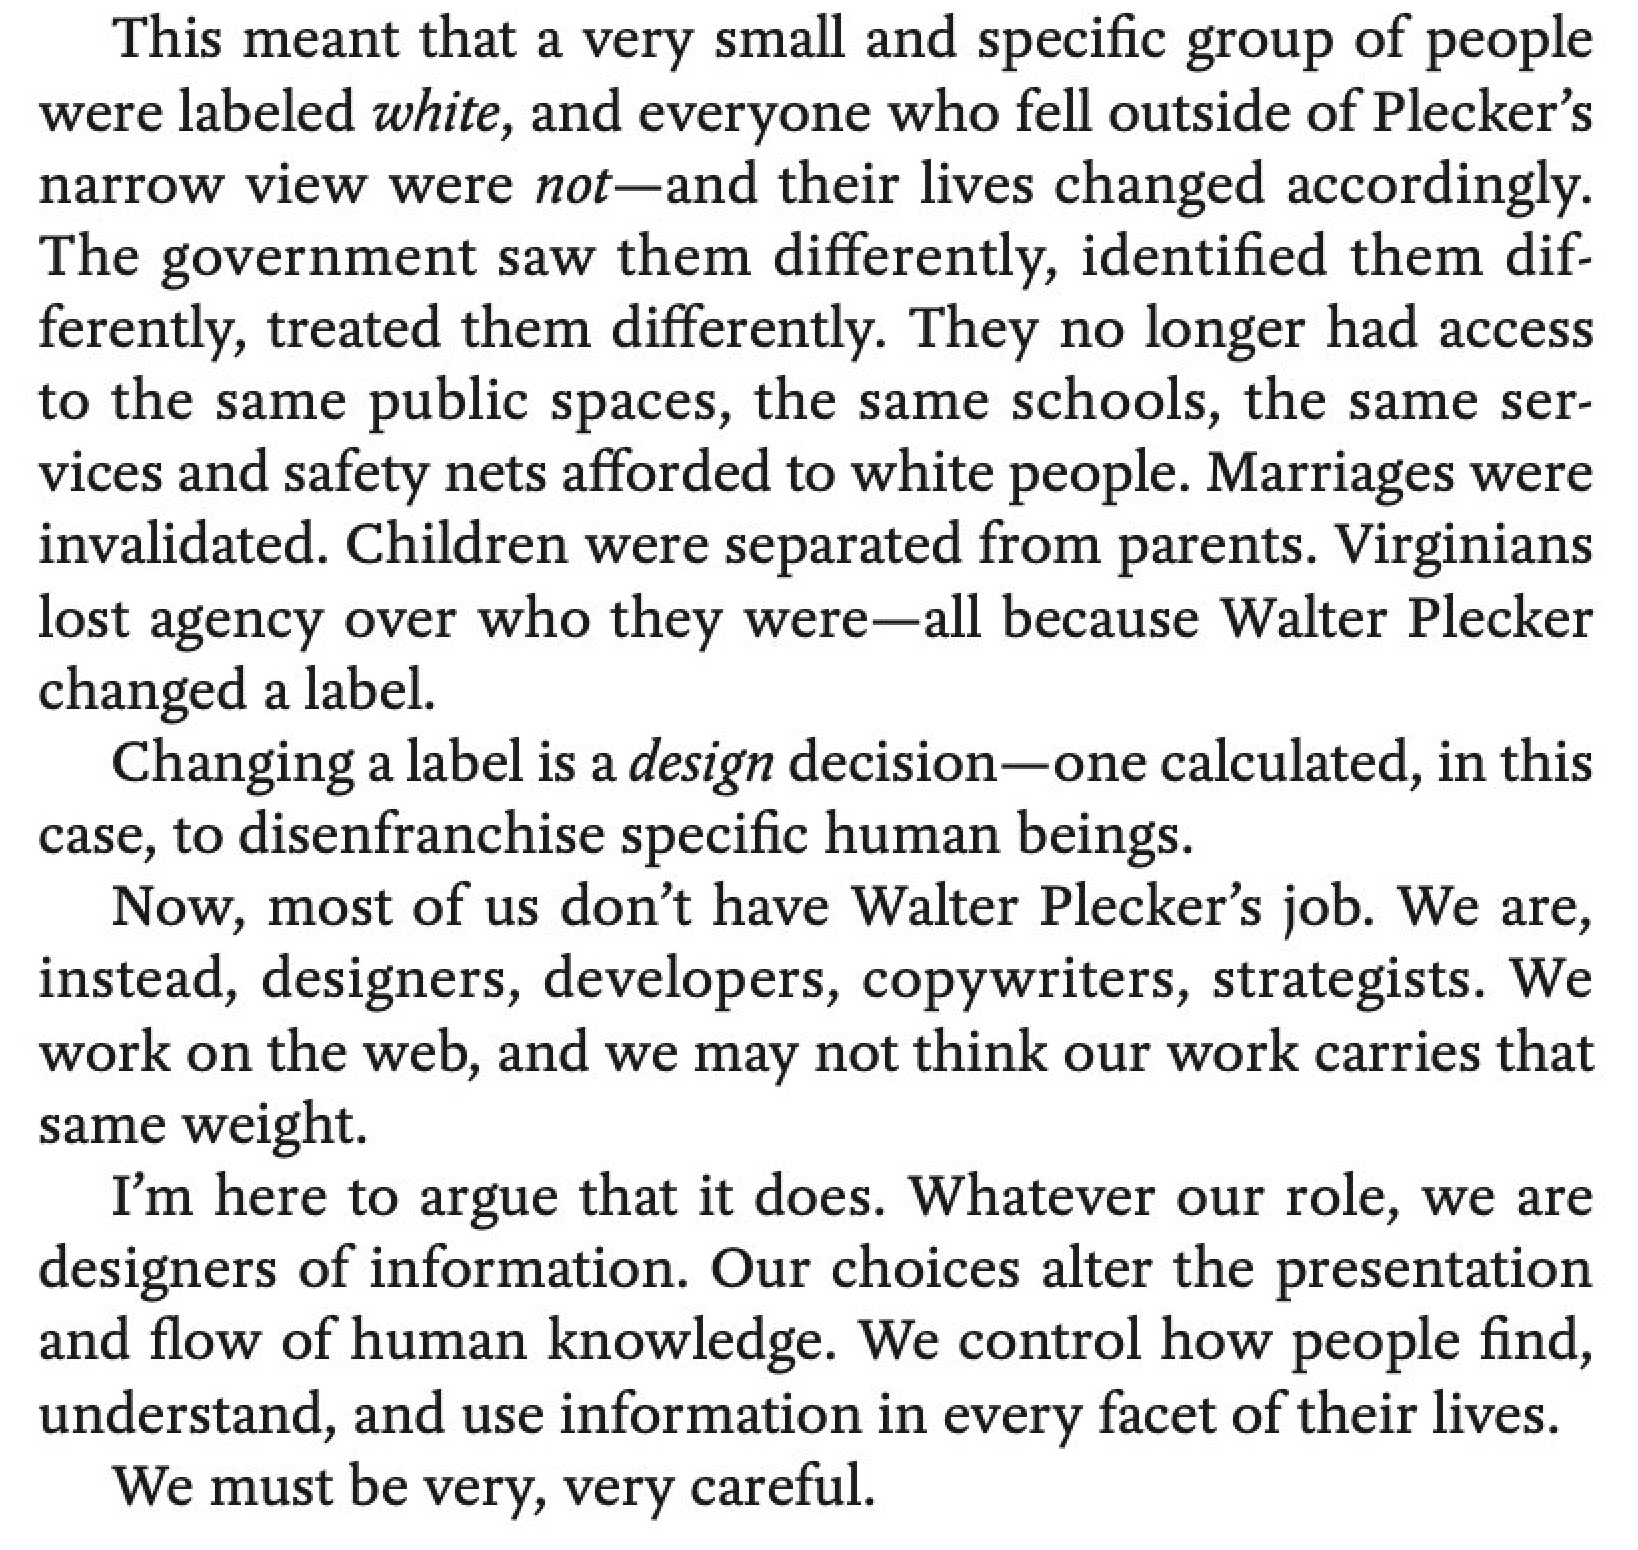 This meant that a very small and specific group of people
were labeled white, and everyone who fell outside of Plecker’s
narrow view were not—and their lives changed accordingly.
The government saw them differently, identified them dif-
ferently, treated them differently. They no longer had access
to the same public spaces, the same schools, the same ser-
vices and safety nets afforded to white people. Marriages were
invalidated. Children were separated from parents. Virginians
lost agency over who they were—all because Walter Plecker
changed a label.
Changing a label is a design decision—one calculated, in this
case, to disenfranchise specific human beings.
Now, most of us don’t have Walter Plecker’s job. We are,
instead, designers, developers, copywriters, strategists. We
work on the web, and we may not think our work carries that
same weight.
I’m here to argue that it does. Whatever our role, we are
designers of information. Our choices alter the presentation
and flow of human knowledge. We control how people find,
understand, and use information in every facet of their lives.
We must be very, very careful.